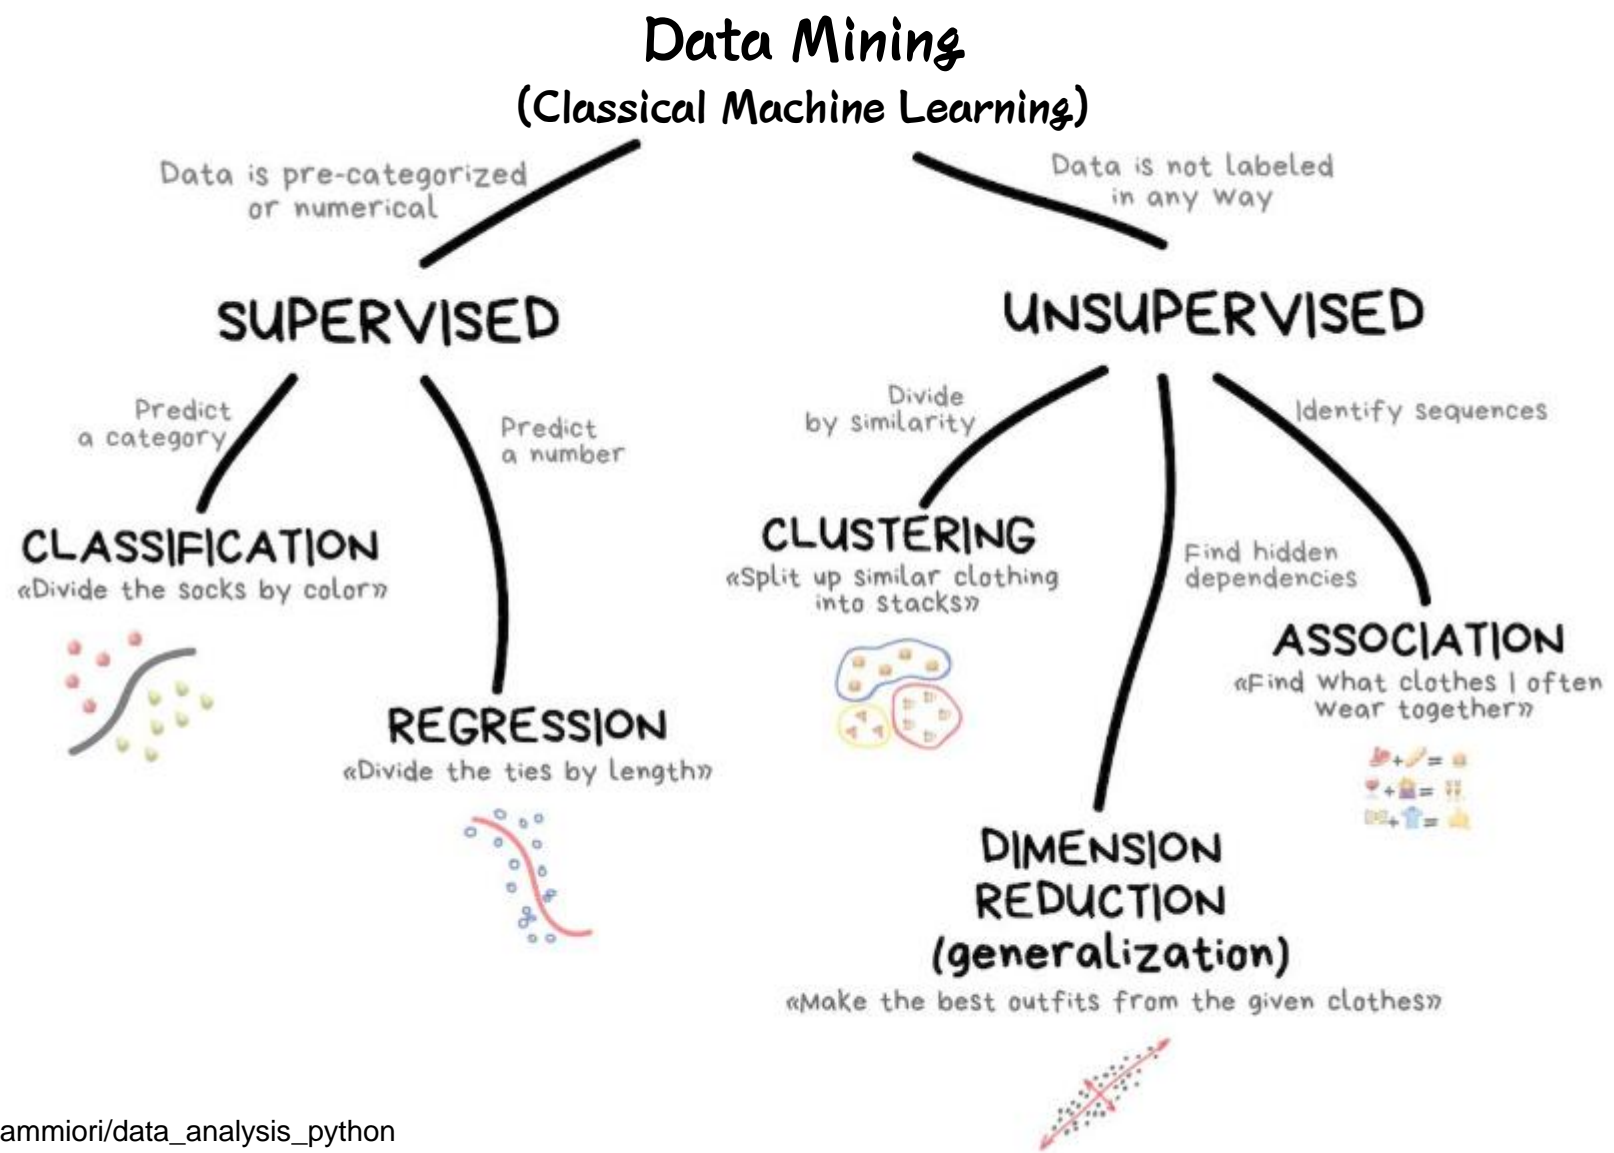 Data Mining
(Classical Machine Learning)
Data is pre-categorized
or numerical
Data is not labeled
in any way
SUPERVISED
UNSUPERVISED
Predict
a category
Predict
a number
Divide
by similarity
Identify sequences
Find hidden
dependencies
CLASSIFICATION
«Divide the socks by color»
REGRESSION
«Divide the ties by length»
CLUSTERING
«Split up similar clothing
into stacks»
ASSOCIATION
«Find what clothes I often
wear together»
+ =
+ =
+ =
DIMENSION
REDUCTION
(generalization)
«Make the best outfits from the given clothes»
ammiori/data_analysis_python